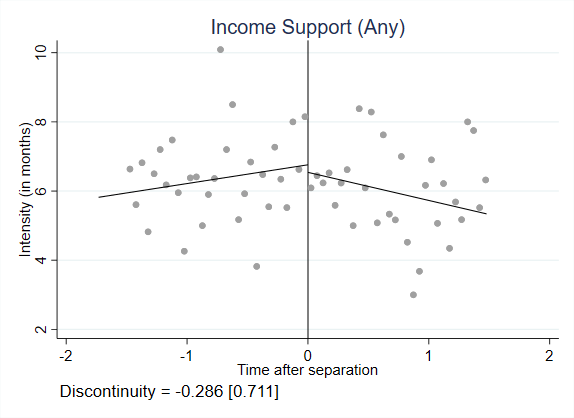 Income Support (Any)
Intensity (in months)
10
8
6
4
2
-2 -1 0 1 2
Time after separation
Discontinuity = -0.286 [0.711]